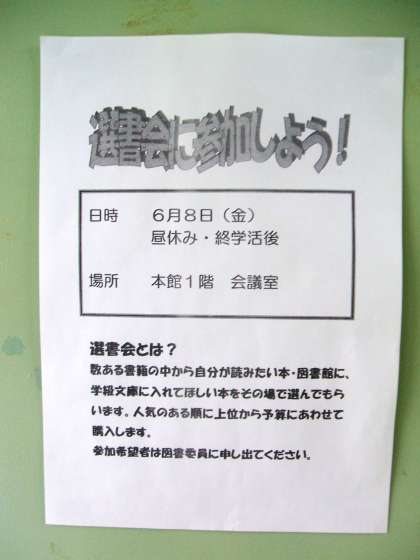 選書会に参加しよう！
日時　６月８日（金）
昼休み・終学活後
場所　本館１階　会議室
選書会とは？
数ある書籍の中から自分が読みたい本・図書館に、
学級文庫に入れてほしい本をその場で選んでもら
います。人気のある順に上位から予算にあわせて
購入します。
参加希望者は図書委員に申し出てください。